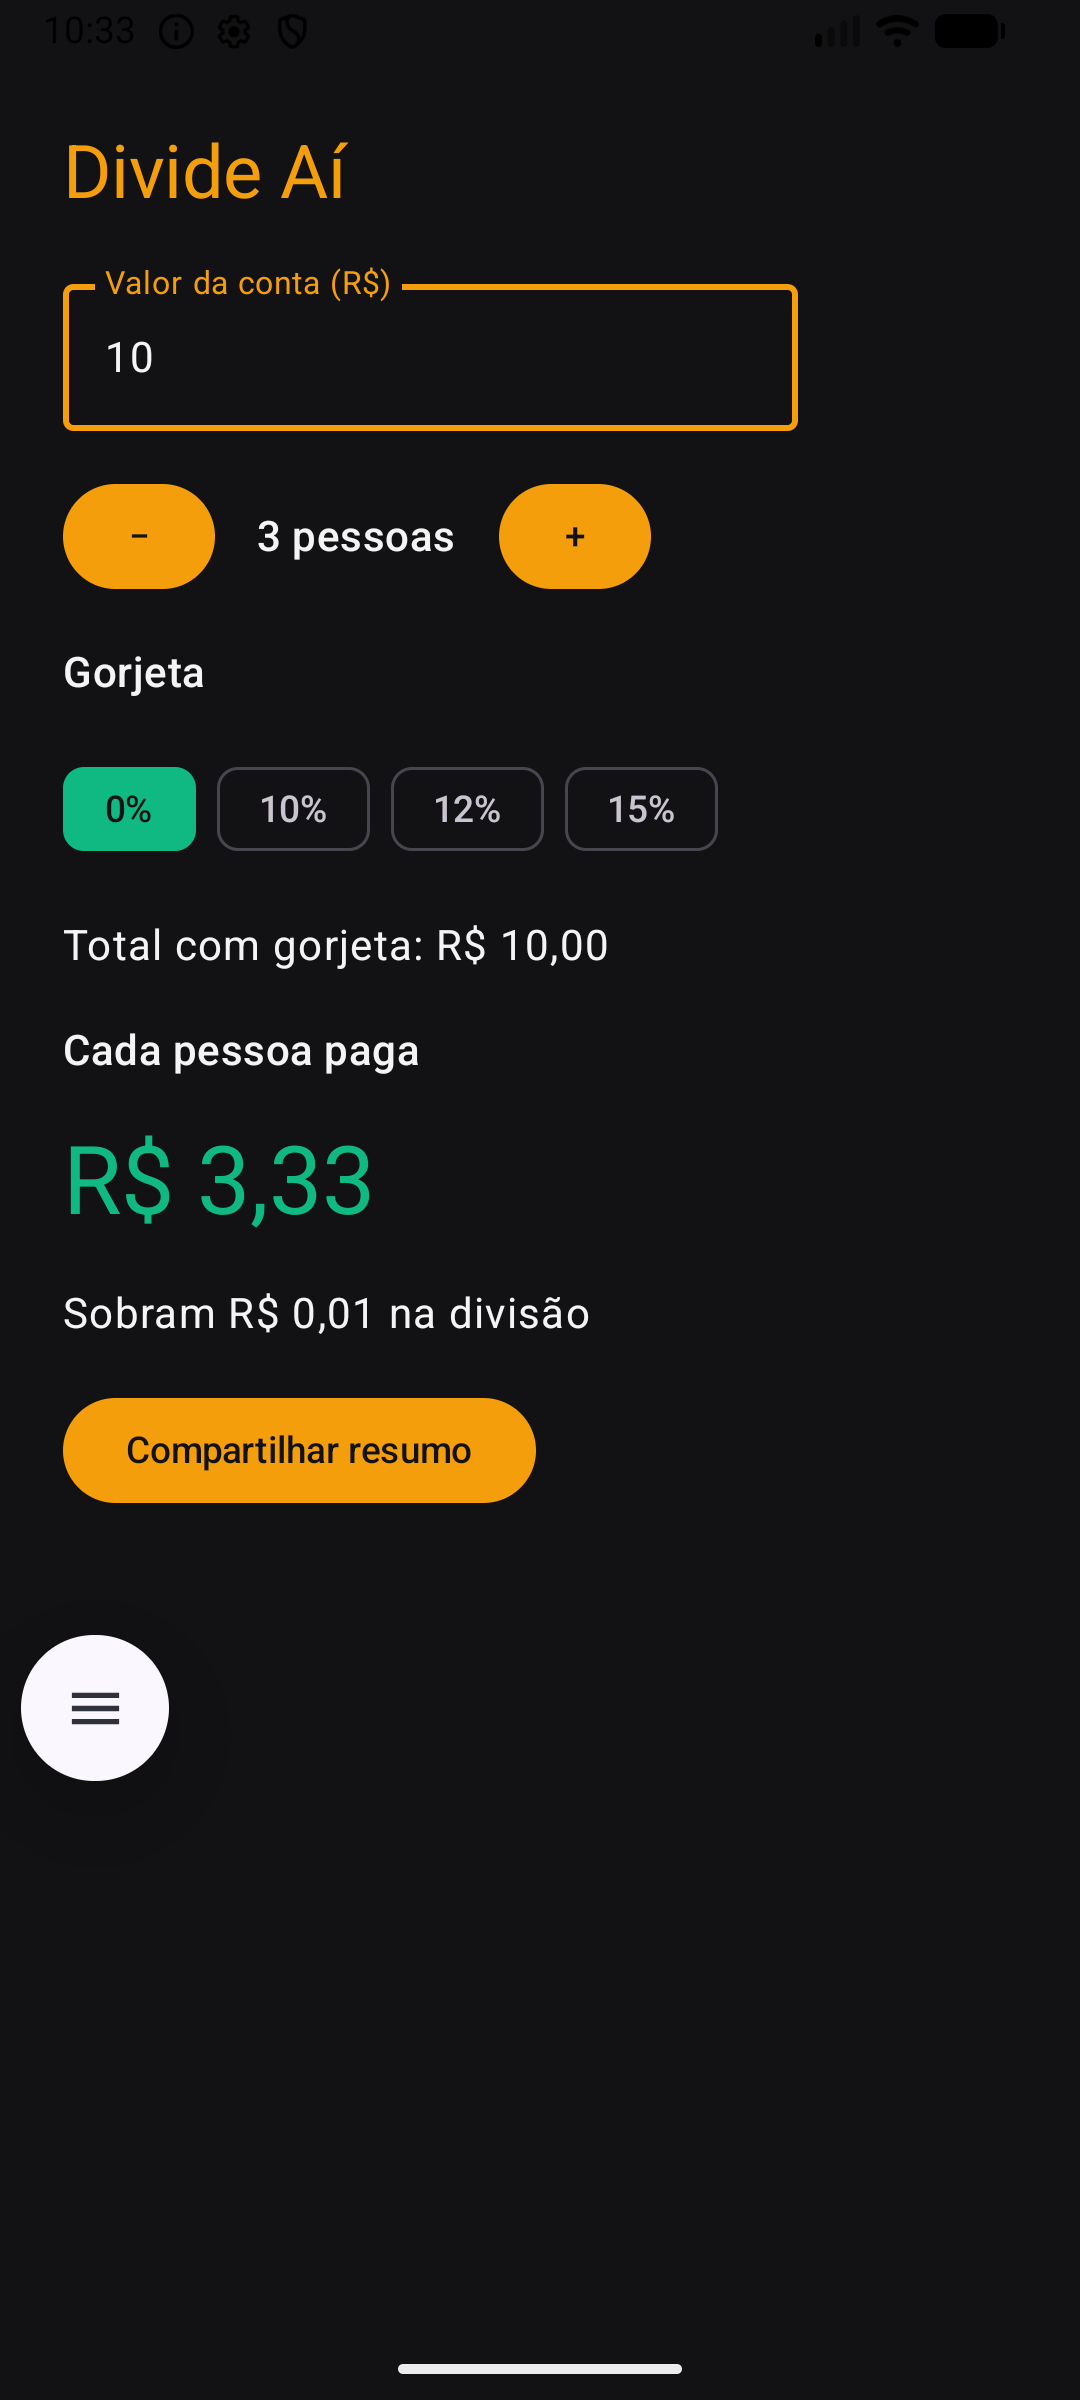 10:33
Divide Aí
Valor da conta (R$)
10
− 3 pessoas +
Gorjeta
0% 10% 12% 15%
Total com gorjeta: R$ 10,00
Cada pessoa paga
R$ 3,33
Sobram R$ 0,01 na divisão
Compartilhar resumo